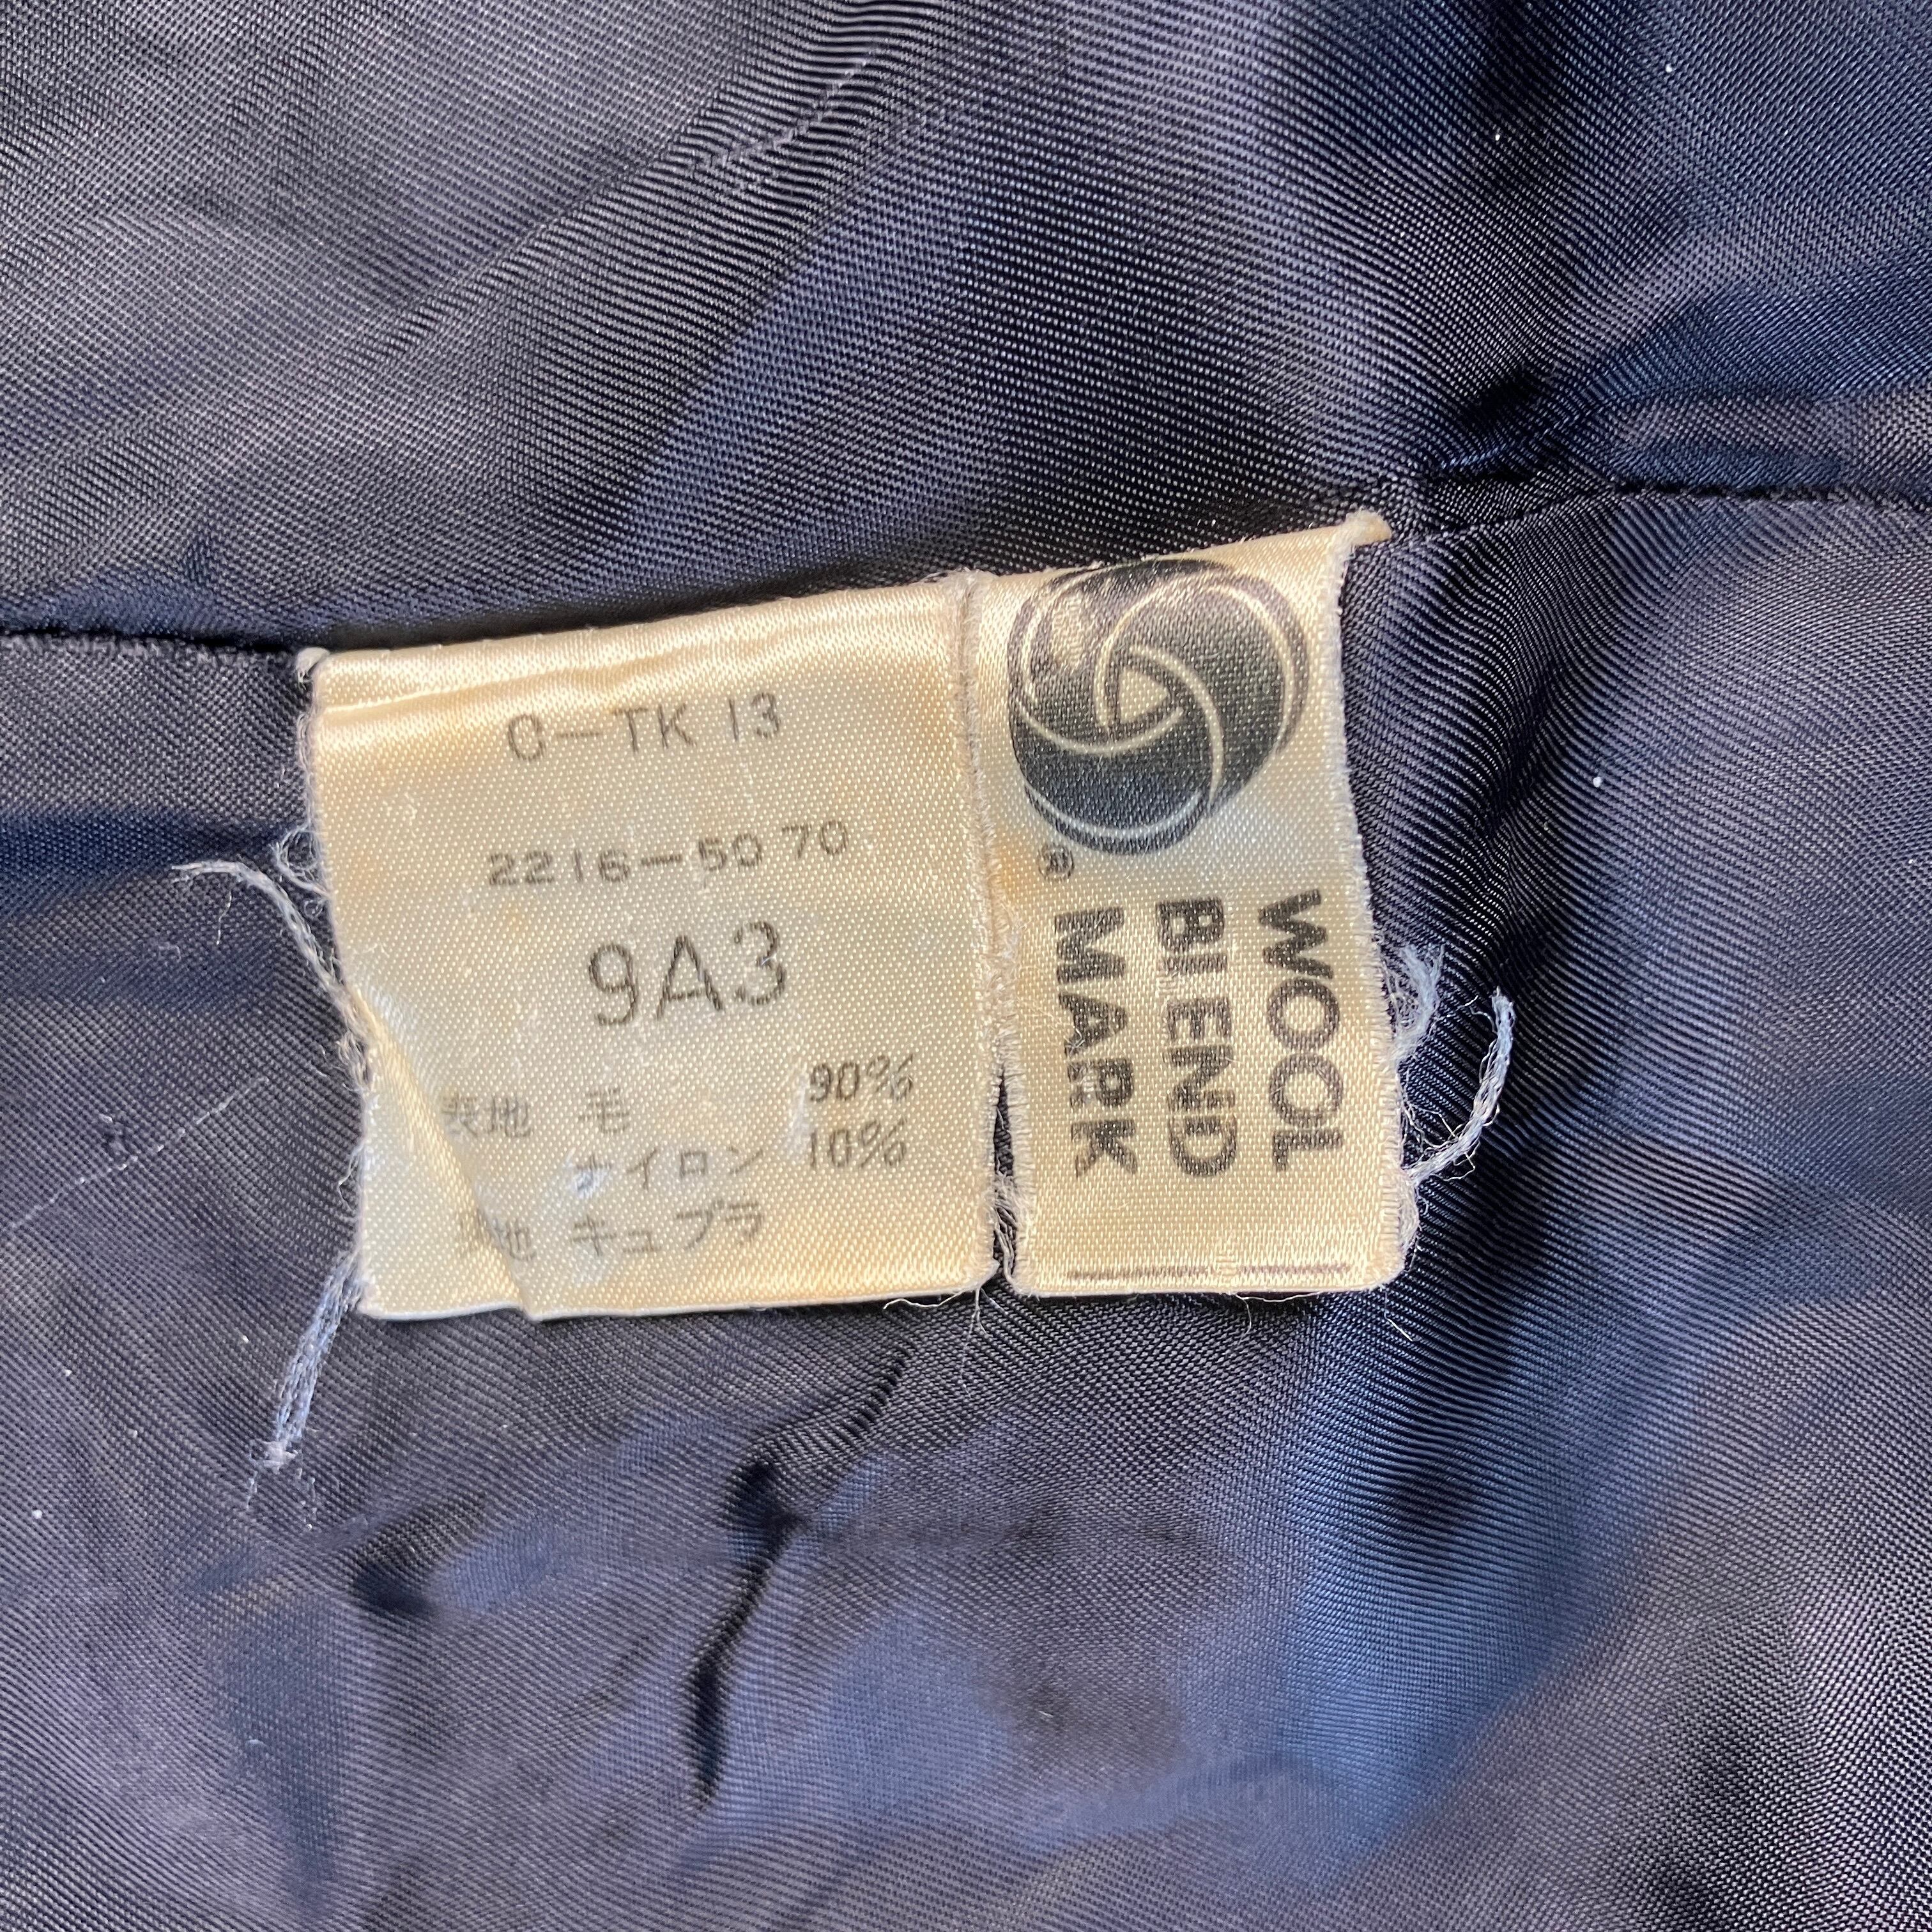 C-TK 13
2216-50 70
9A3
表地 毛 90%
ナイロン 10%
裏地 キュプラ
®
WOOL
BLEND
MARK